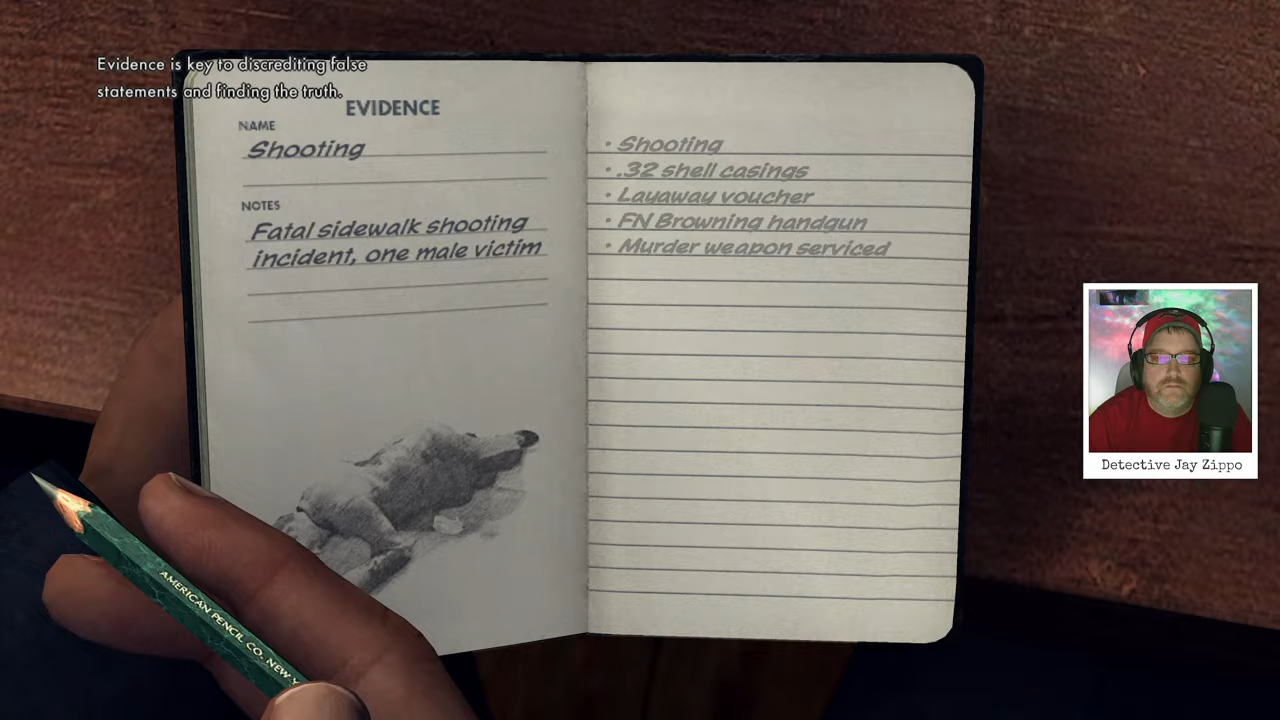 Evidence is key to discrediting false
statements and finding the truth.
EVIDENCE
NAME
Shooting
NOTES
Fatal sidewalk shooting
incident, one male victim
• Shooting
• .32 shell casings
• Layaway voucher
• FN Browning handgun
• Murder weapon serviced
AMERICAN PENCIL CO. NEW Y
Detective Jay Zippo